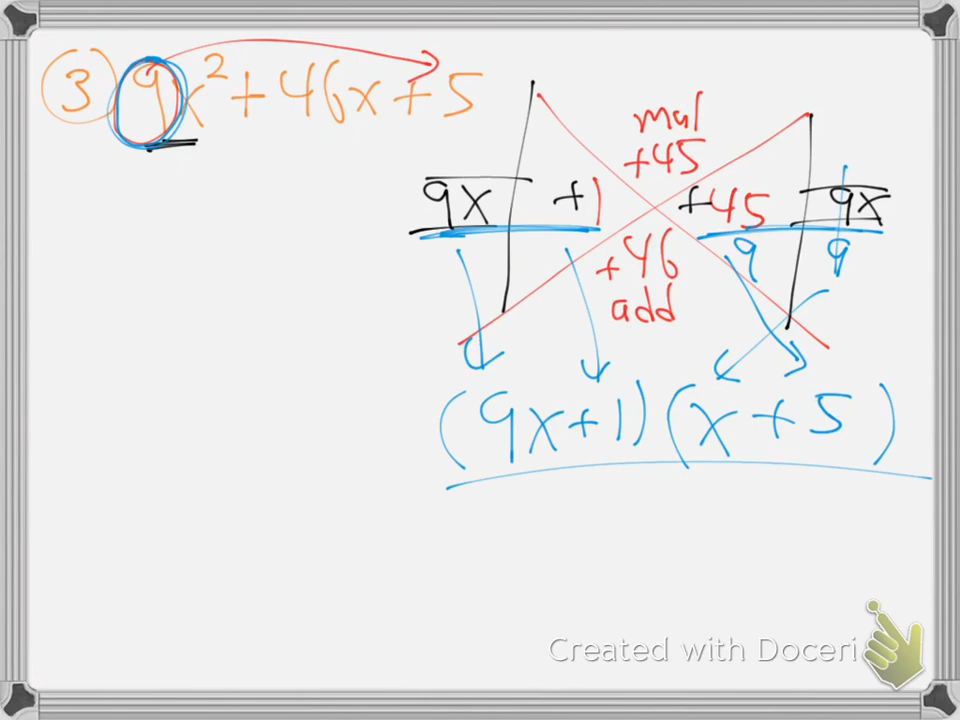 ③ 9x² + 46x + 5
mul
+45
9x +1 +45 9x
9 9
+46
add
(9x+1)(x+5)
Created with Doceri